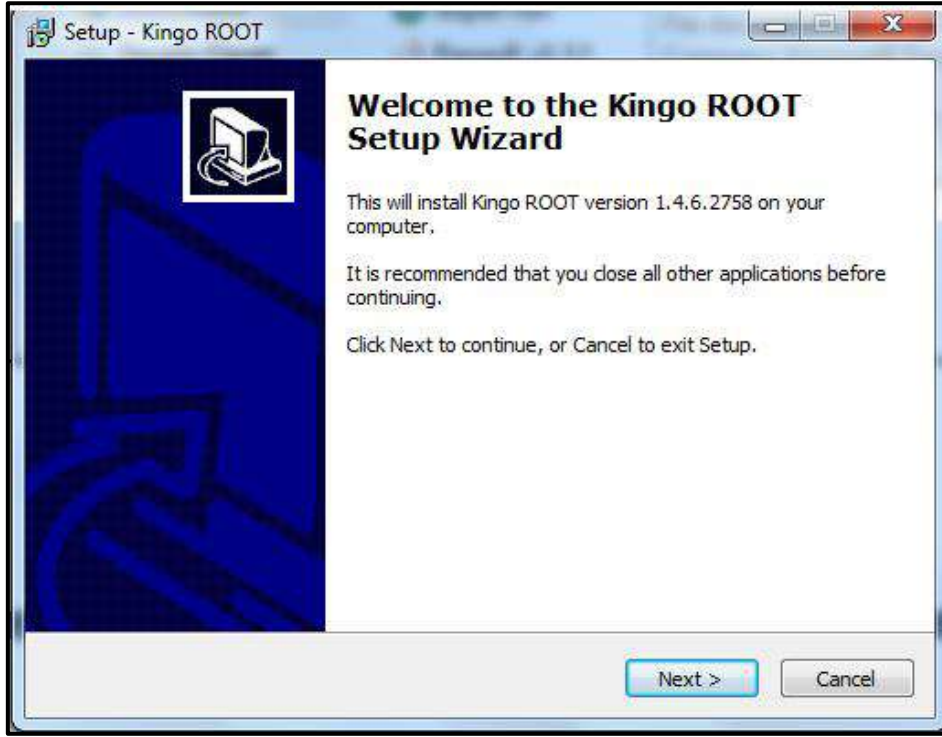 Setup - Kingo ROOT
Welcome to the Kingo ROOT
Setup Wizard
This will install Kingo ROOT version 1.4.6.2758 on your
computer.
It is recommended that you close all other applications before
continuing.
Click Next to continue, or Cancel to exit Setup.
Next >
Cancel